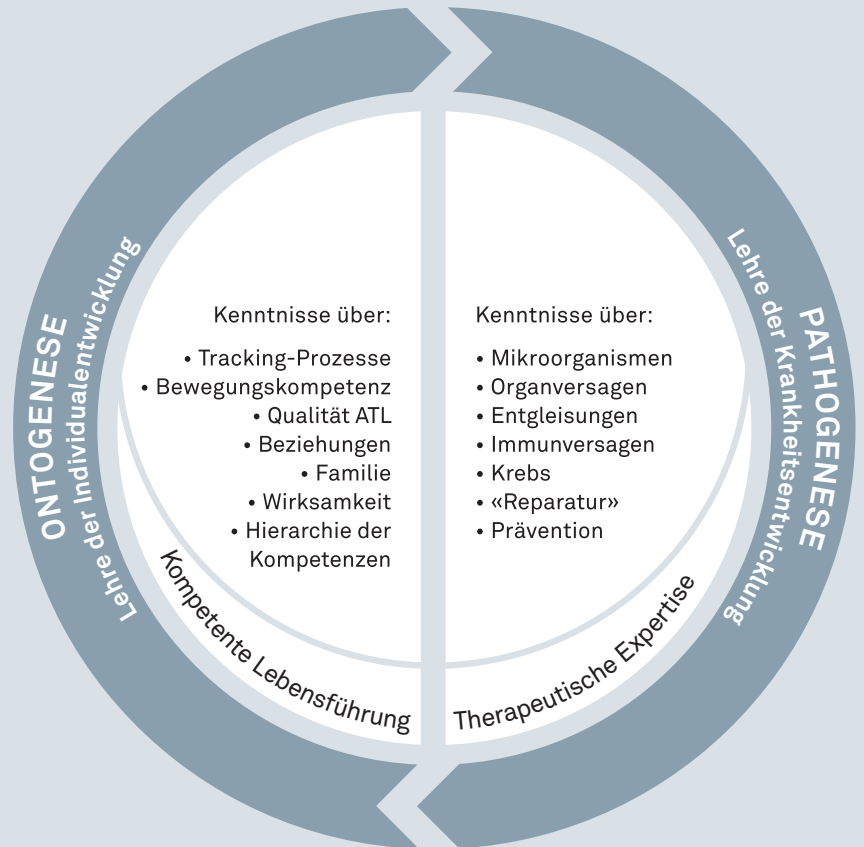 ONTOGENESE
Lehre der Individualentwicklung
Kenntnisse über:
• Tracking-Prozesse
• Bewegungskompetenz
• Qualität ATL
• Beziehungen
• Familie
• Wirksamkeit
• Hierarchie der
Kompetenzen
Kompetente Lebensführung
Kenntnisse über:
• Mikroorganismen
• Organversagen
• Entgleisungen
• Immunversagen
• Krebs
• «Reparatur»
• Prävention
Therapeutische Expertise
PATHOGENESE
Lehre der Krankheitsentwicklung